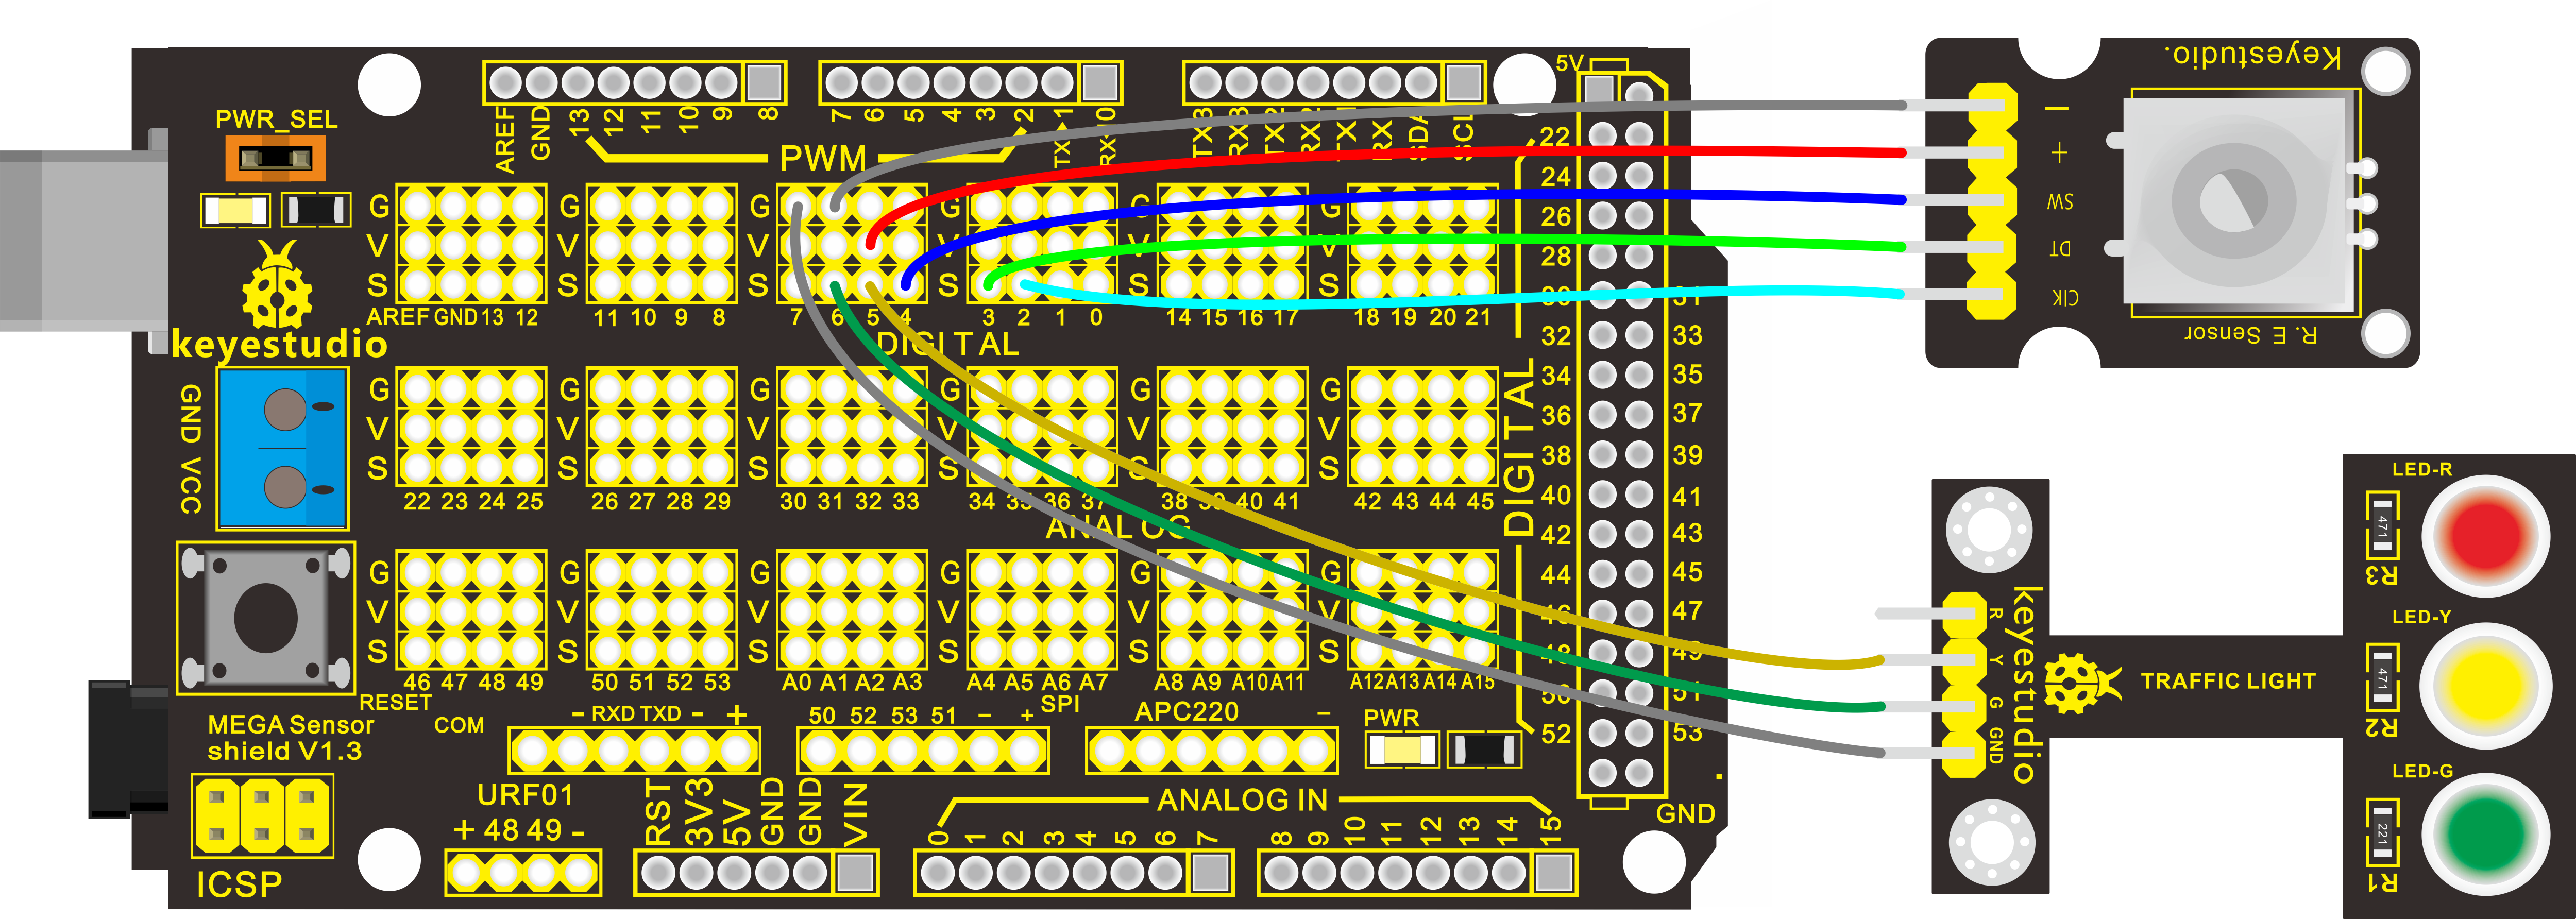 PWR_SEL
AREF GND 13 12 11 10 9 8
7 6 5 4 3 2 TX▶1 RX◀0
TX3 RX3 TX2 RX2 TX1 RX1 SDA SCL
5V
PWM
G G G G G G
V V V V V V
S S S S S S
AREF GND 13 12
11 10 9 8
7 6 5 4
3 2 1 0
14 15 16 17
18 19 20 21
DIGITAL
keyestudio
GND VCC
G G G G G G
V V V V V V
S S S S S S
22 23 24 25
26 27 28 29
30 31 32 33
34 35 36 37
38 39 40 41
42 43 44 45
ANALOG
G G G G G G
V V V V V V
S S S S S S
46 47 48 49
50 51 52 53
A0 A1 A2 A3
A4 A5 A6 A7
A8 A9 A10 A11
A12 A13 A14 A15
RESET
MEGA Sensor
shield V1.3
COM
- RXD TXD - +
50 52 53 51 - +
SPI
APC220 -
PWR
ICSP
URF01
+ 48 49 -
RST 3V3 5V GND GND VIN
ANALOG IN
0 1 2 3 4 5 6 7
8 9 10 11 12 13 14 15
DIGITAL
22
24
26
28
30 31
32 33
34 35
36 37
38 39
40 41
42 43
44 45
46 47
48 49
50 51
52 53
GND
Keyestudio.
-
+
SW
DT
ClK
R. E Sensor
R
Y
G
GND
keyestudio
TRAFFIC LIGHT
LED-R
471
R3
LED-Y
471
R2
LED-G
221
R1